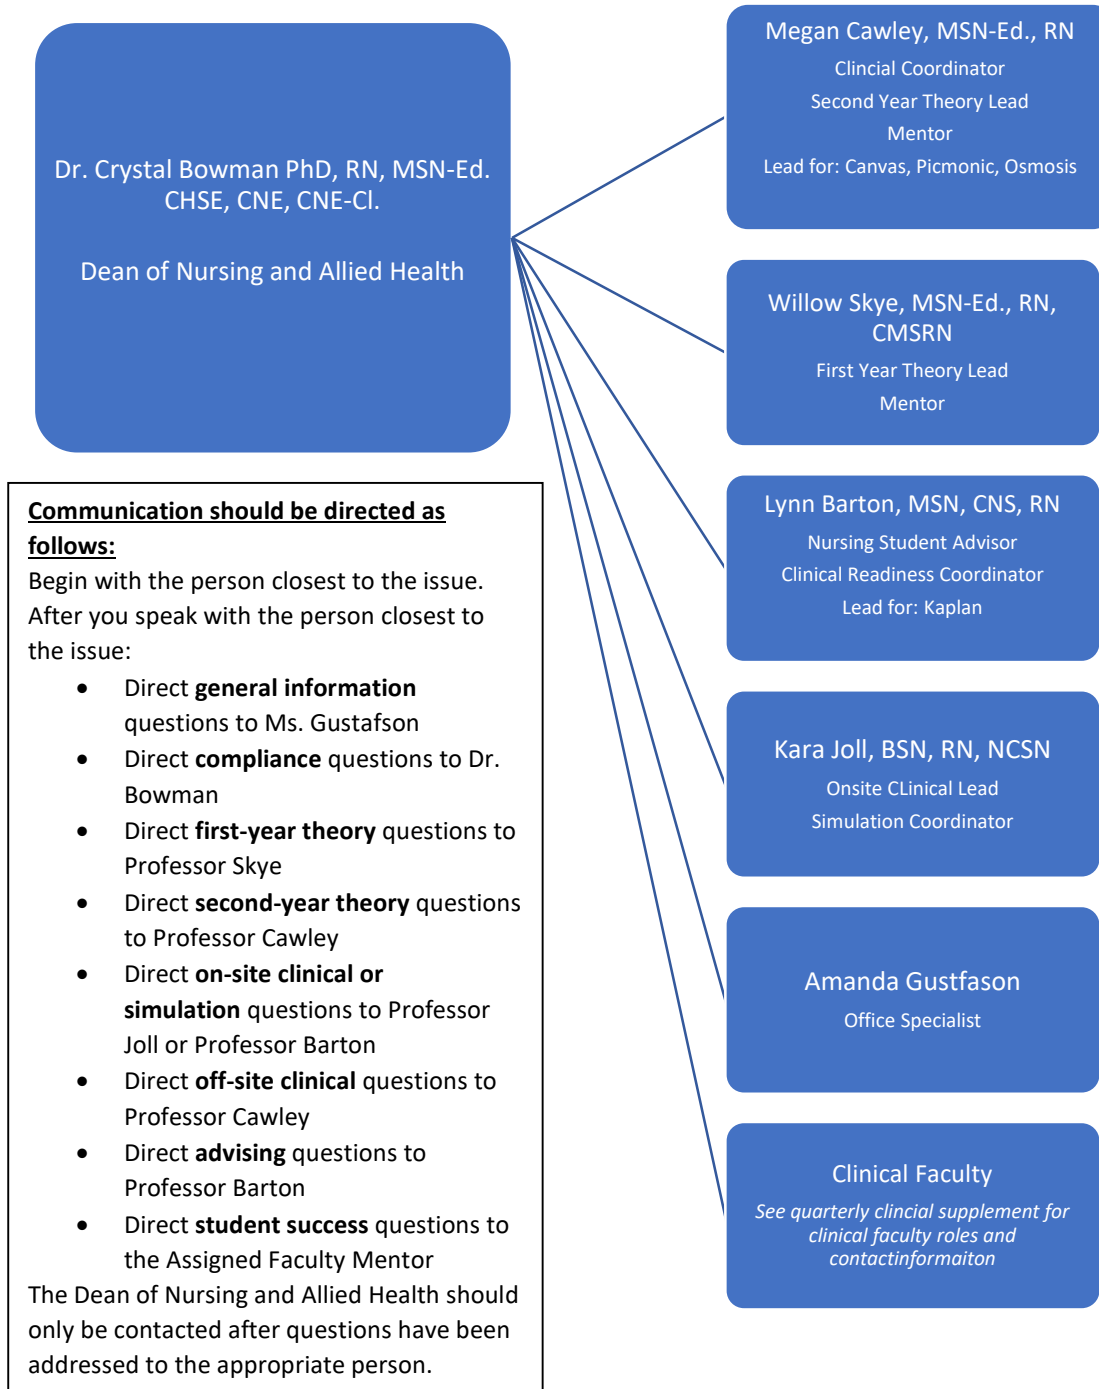 Dr. Crystal Bowman PhD, RN, MSN-Ed.
CHSE, CNE, CNE-Cl.
Dean of Nursing and Allied Health
Megan Cawley, MSN-Ed., RN
Clincial Coordinator
Second Year Theory Lead
Mentor
Lead for: Canvas, Picmonic, Osmosis
Willow Skye, MSN-Ed., RN,
CMSRN
First Year Theory Lead
Mentor
Lynn Barton, MSN, CNS, RN
Nursing Student Advisor
Clinical Readiness Coordinator
Lead for: Kaplan
Kara Joll, BSN, RN, NCSN
Onsite CLinical Lead
Simulation Coordinator
Amanda Gustfason
Office Specialist
Clinical Faculty
See quarterly clincial supplement for
clinical faculty roles and
contactinformaiton
Communication should be directed as
follows:
Begin with the person closest to the issue.
After you speak with the person closest to
the issue:
• Direct general information
questions to Ms. Gustafson
• Direct compliance questions to Dr.
Bowman
• Direct first-year theory questions to
Professor Skye
• Direct second-year theory questions
to Professor Cawley
• Direct on-site clinical or
simulation questions to Professor
Joll or Professor Barton
• Direct off-site clinical questions to
Professor Cawley
• Direct advising questions to
Professor Barton
• Direct student success questions to
the Assigned Faculty Mentor
The Dean of Nursing and Allied Health should
only be contacted after questions have been
addressed to the appropriate person.